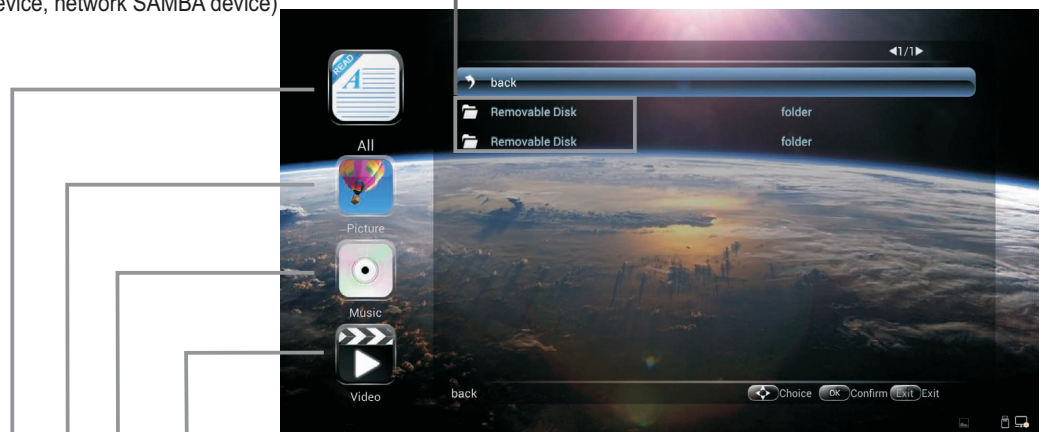 evice, network SAMBA device)
◀1/1▶
READ
A
back
Removable Disk folder
Removable Disk folder
All
Picture
Music
Video
back
Choice OK Confirm Exit Exit